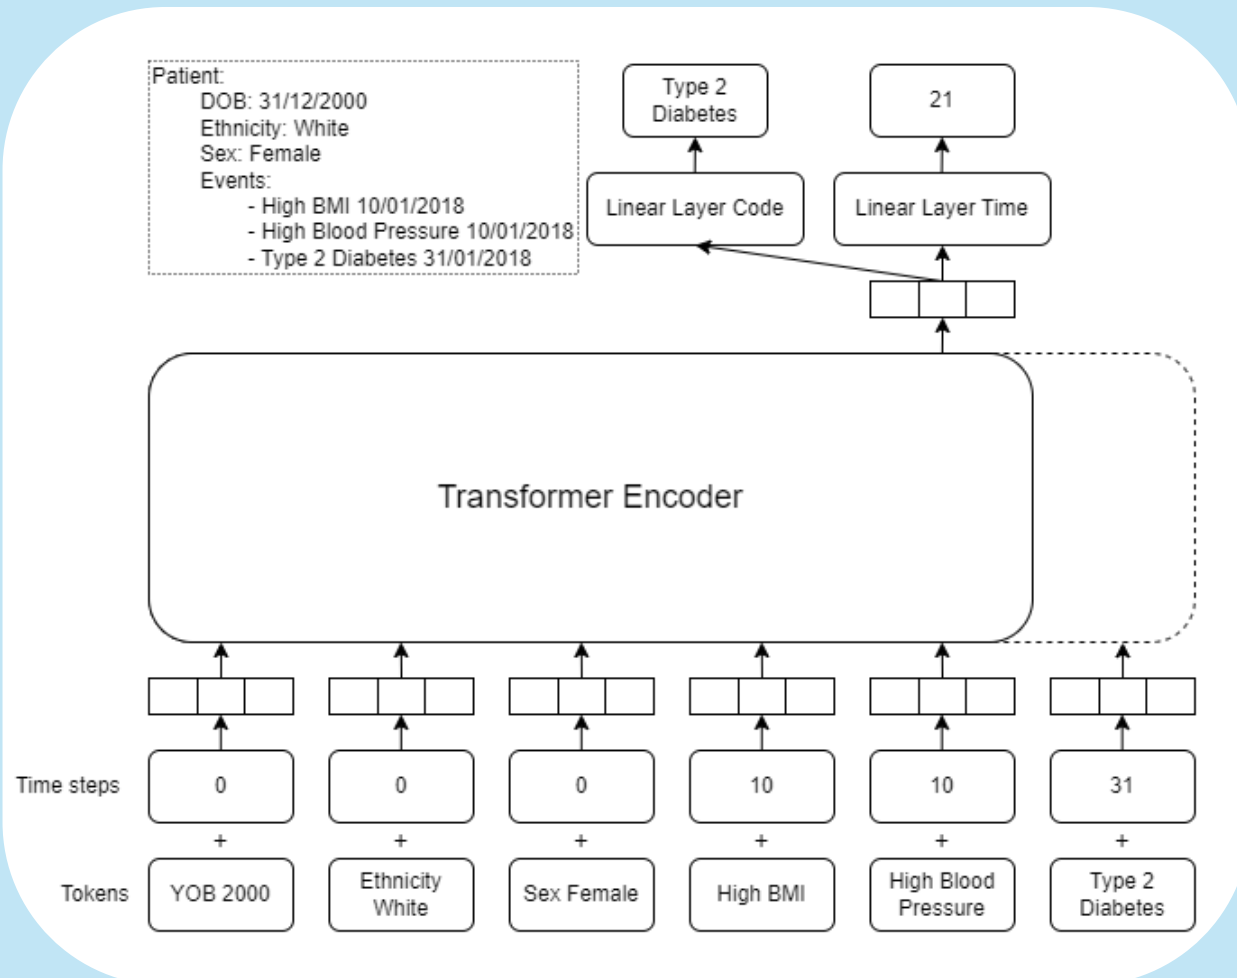 Patient:
DOB: 31/12/2000
Ethnicity: White
Sex: Female
Events:
- High BMI 10/01/2018
- High Blood Pressure 10/01/2018
- Type 2 Diabetes 31/01/2018
Type 2
Diabetes
21
Linear Layer Code
Linear Layer Time
Transformer Encoder
Time steps 0 0 0 10 10 31
+ + + + + +
Tokens
YOB 2000
Ethnicity
White
Sex Female
High BMI
High Blood
Pressure
Type 2
Diabetes